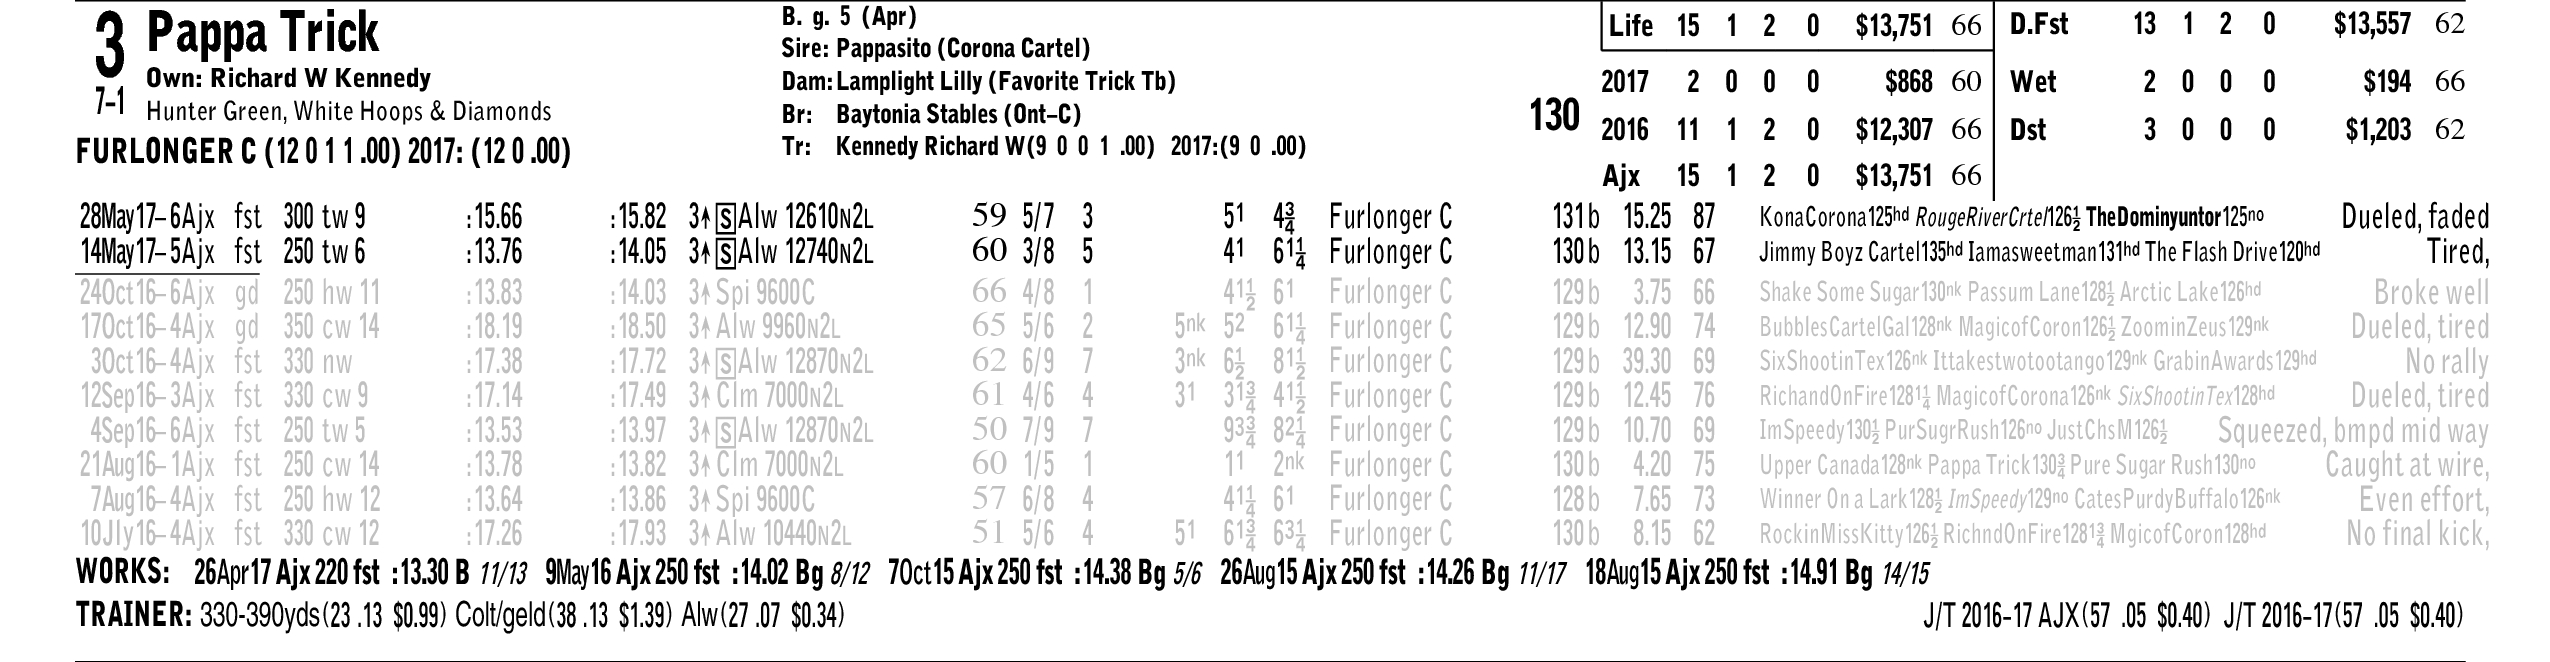 3 Pappa Trick
Own: Richard W Kennedy
7–1 Hunter Green, White Hoops & Diamonds
FURLONGER C (12 0 1 1 .00) 2017: (12 0 .00)
B. g. 5 (Apr)
Sire: Pappasito (Corona Cartel)
Dam: Lamplight Lilly (Favorite Trick Tb)
Br: Baytonia Stables (Ont–C)
Tr: Kennedy Richard W(9 0 0 1 .00) 2017:(9 0 .00)
130
Life 15 1 2 0 $13,751 66
2017 2 0 0 0 $868 60
2016 11 1 2 0 $12,307 66
Ajx 15 1 2 0 $13,751 66
D.Fst 13 1 2 0 $13,557 62
Wet 2 0 0 0 $194 66
Dst 3 0 0 0 $1,203 62
28May17–6Ajx fst 300 tw 9 :15.66 :15.82 3↑ [S]Alw 12610N2L 59 5/7 3 5¹ 4¾ Furlonger C 131b 15.25 87 KonaCorona125hd RougeRiverCrtel126½ TheDominyuntor125no Dueled, faded
14May17–5Ajx fst 250 tw 6 :13.76 :14.05 3↑ [S]Alw 12740N2L 60 3/8 5 4¹ 61¼ Furlonger C 130b 13.15 67 Jimmy Boyz Cartel135hd Iamasweetman131hd The Flash Drive120hd Tired,
24Oct16–6Ajx gd 250 hw 11 :13.83 :14.03 3↑ Spi 9600C 66 4/8 1 41½ 6¹ Furlonger C 129b 3.75 66 Shake Some Sugar130nk Passum Lane128½ Arctic Lake126hd Broke well
17Oct16–4Ajx gd 350 cw 14 :18.19 :18.50 3↑ Alw 9960N2L 65 5/6 2 5nk 5² 61¼ Furlonger C 129b 12.90 74 BubblesCartelGal128nk MagicofCoron126½ ZoominZeus129nk Dueled, tired
3Oct16–4Ajx fst 330 nw :17.38 :17.72 3↑ [S]Alw 12870N2L 62 6/9 7 3nk 6½ 81½ Furlonger C 129b 39.30 69 SixShootinTex126nk Ittakestwotootango129nk GrabinAwards129hd No rally
12Sep16–3Ajx fst 330 cw 9 :17.14 :17.49 3↑ Clm 7000N2L 61 4/6 4 3¹ 31¾ 41½ Furlonger C 129b 12.45 76 RichandOnFire1281¼ MagicofCorona126nk SixShootinTex128hd Dueled, tired
4Sep16–6Ajx fst 250 tw 5 :13.53 :13.97 3↑ [S]Alw 12870N2L 50 7/9 7 93¾ 82¼ Furlonger C 129b 10.70 69 ImSpeedy130½ PurSugrRush126no JustChsM126½ Squeezed, bmpd mid way
21Aug16–1Ajx fst 250 cw 14 :13.78 :13.82 3↑ Clm 7000N2L 60 1/5 1 1¹ 2nk Furlonger C 130b 4.20 75 Upper Canada128nk Pappa Trick130¾ Pure Sugar Rush130no Caught at wire,
7Aug16–4Ajx fst 250 hw 12 :13.64 :13.86 3↑ Spi 9600C 57 6/8 4 41¼ 6¹ Furlonger C 128b 7.65 73 Winner On a Lark128½ ImSpeedy129no CatesPurdyBuffalo126nk Even effort,
10Jly16–4Ajx fst 330 cw 12 :17.26 :17.93 3↑ Alw 10440N2L 51 5/6 4 5¹ 61¾ 63¼ Furlonger C 130b 8.15 62 RockinMissKitty126½ RichndOnFire1281¾ MgicofCoron128hd No final kick,
WORKS: 26Apr17 Ajx 220 fst :13.30 B 11/13 9May16 Ajx 250 fst :14.02 Bg 8/12 7Oct15 Ajx 250 fst :14.38 Bg 5/6 26Aug15 Ajx 250 fst :14.26 Bg 11/17 18Aug15 Ajx 250 fst :14.91 Bg 14/15
TRAINER: 330-390yds(23 .13 $0.99) Colt/geld(38 .13 $1.39) Alw(27 .07 $0.34) J/T 2016–17 AJX(57 .05 $0.40) J/T 2016–17(57 .05 $0.40)